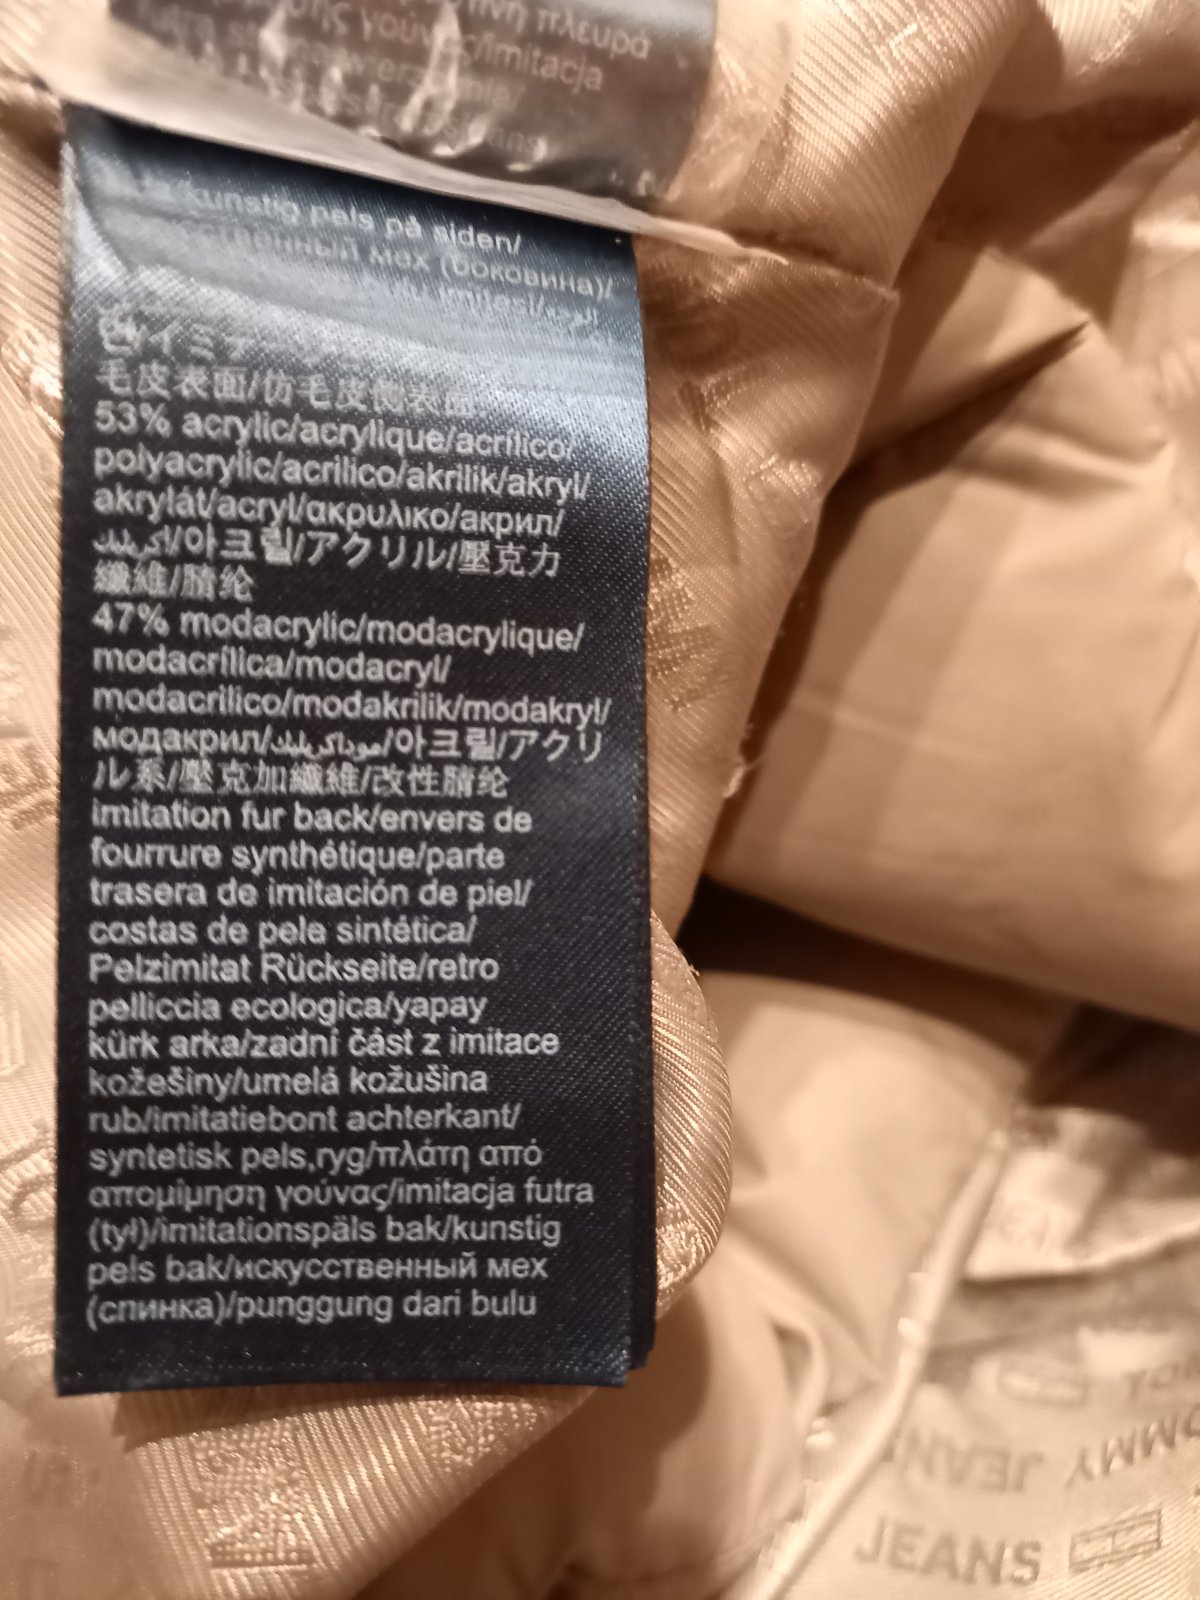 πλευρά
γούνας/imitacja
kunstig pels på siden/
мех (боковина)/
毛皮表面/仿毛皮側表面
53% acrylic/acrylique/acrílico/
polyacrylic/acrilico/akrilik/akryl/
akrylát/acryl/ακρυλικο/акрил/
اكريليك/아크릴/アクリル/壓克力
纖維/腈纶
47% modacrylic/modacrylique/
modacrílica/modacryl/
modacrilico/modakrilik/modakryl/
модакрил/موداكريليك/아크릴/アクリ
ル系/壓克加纖維/改性腈纶
imitation fur back/envers de
fourrure synthétique/parte
trasera de imitación de piel/
costas de pele sintética/
Pelzimitat Rückseite/retro
pelliccia ecologica/yapay
kürk arka/zadní část z imitace
kožešiny/umelá kožušina
rub/imitatiebont achterkant/
syntetisk pels,ryg/πλάτη από
απομίμηση γούνας/imitacja futra
(tył)/imitationspäls bak/kunstig
pels bak/искусственный мех
(спинка)/punggung dari bulu
JEANS
JEANS